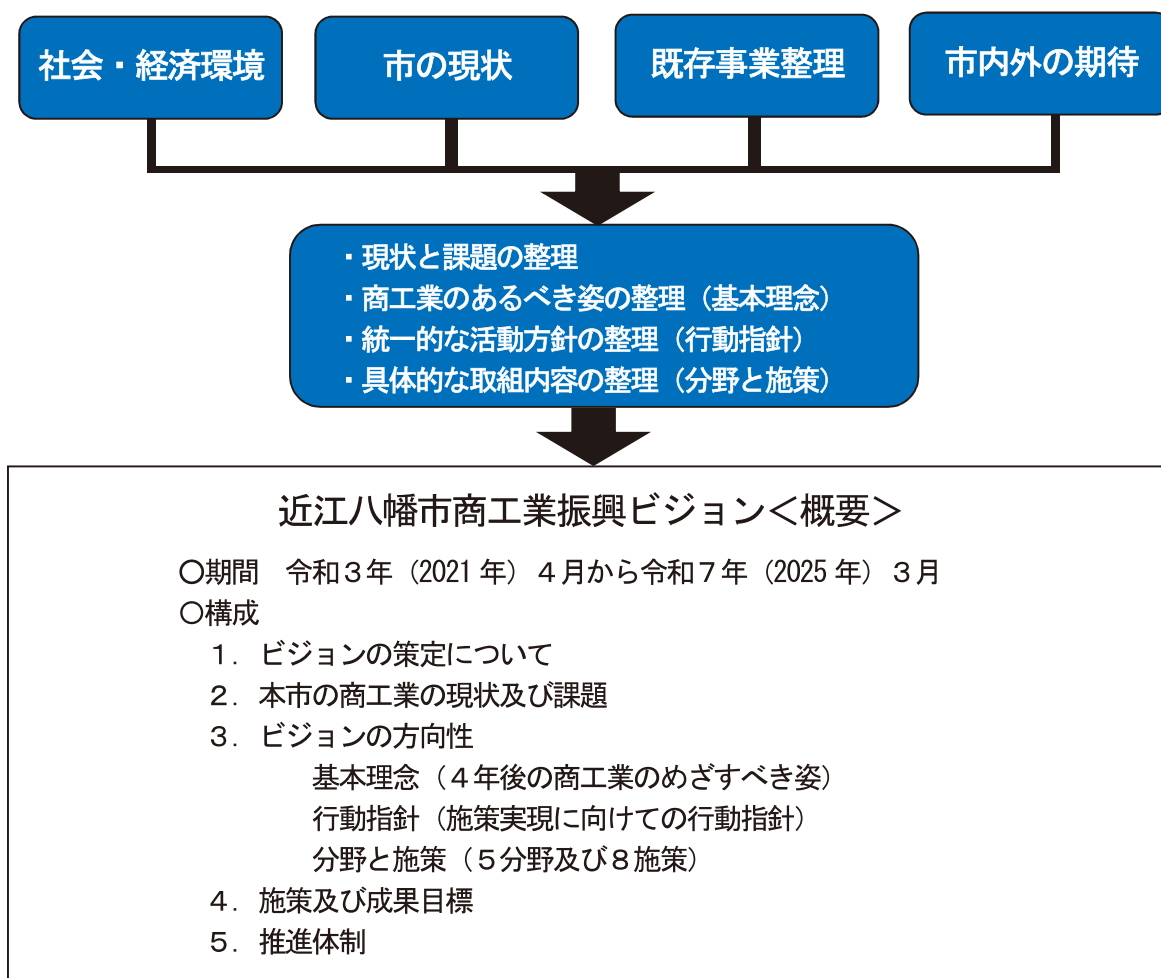 社会・経済環境
市の現状
既存事業整理
市内外の期待
・現状と課題の整理
・商工業のあるべき姿の整理（基本理念）
・統一的な活動方針の整理（行動指針）
・具体的な取組内容の整理（分野と施策）
近江八幡市商工業振興ビジョン＜概要＞
○期間　令和３年（2021 年）４月から令和７年（2025 年）３月
○構成
１．ビジョンの策定について
２．本市の商工業の現状及び課題
３．ビジョンの方向性
基本理念（４年後の商工業のめざすべき姿）
行動指針（施策実現に向けての行動指針）
分野と施策（５分野及び８施策）
４．施策及び成果目標
５．推進体制